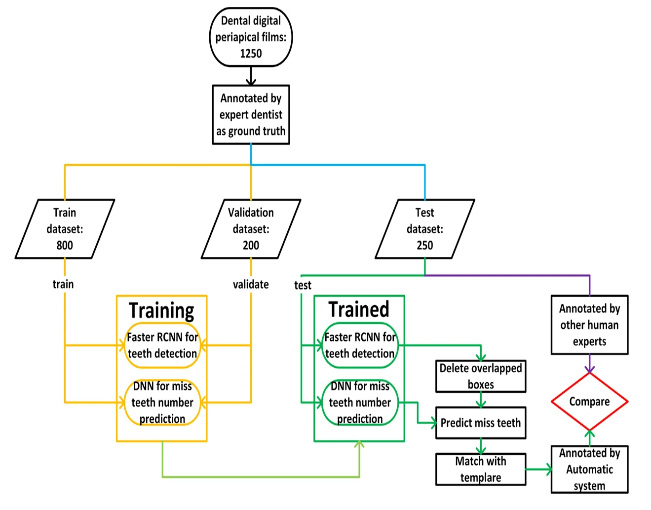 Dental digital
periapical films:
1250
Annotated by
expert dentist
as ground truth
Train
dataset:
800
Validation
dataset:
200
Test
dataset:
250
train
validate
test
Training
Faster RCNN for
teeth detection
DNN for miss
teeth number
prediction
Trained
Faster RCNN for
teeth detection
DNN for miss
teeth number
prediction
Delete overlapped
boxes
Predict miss teeth
Match with
templare
Annotated by
other human
experts
Compare
Annotated by
Automatic
system